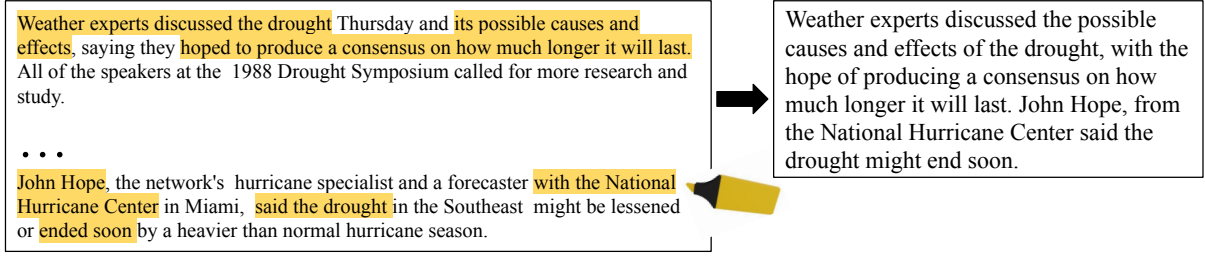 Weather experts discussed the drought Thursday and its possible causes and
effects, saying they hoped to produce a consensus on how much longer it will last.
All of the speakers at the 1988 Drought Symposium called for more research and
study.
...
John Hope, the network's hurricane specialist and a forecaster with the National
Hurricane Center in Miami, said the drought in the Southeast might be lessened
or ended soon by a heavier than normal hurricane season.
Weather experts discussed the possible
causes and effects of the drought, with the
hope of producing a consensus on how
much longer it will last. John Hope, from
the National Hurricane Center said the
drought might end soon.